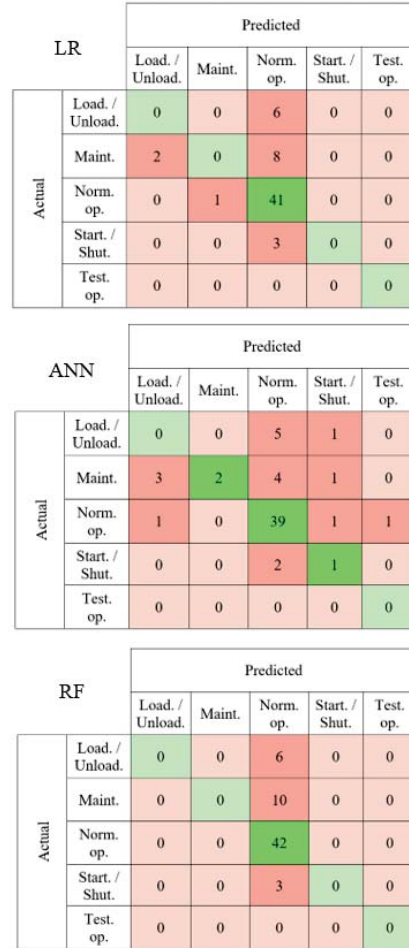 LR
Predicted
Load. / Unload. Maint. Norm. op. Start. / Shut. Test. op.
Actual
Load. / Unload. 0 0 6 0 0
Maint. 2 0 8 0 0
Norm. op. 0 1 41 0 0
Start. / Shut. 0 0 3 0 0
Test. op. 0 0 0 0 0
ANN
Predicted
Load. / Unload. Maint. Norm. op. Start. / Shut. Test. op.
Actual
Load. / Unload. 0 0 5 1 0
Maint. 3 2 4 1 0
Norm. op. 1 0 39 1 1
Start. / Shut. 0 0 2 1 0
Test. op. 0 0 0 0 0
RF
Predicted
Load. / Unload. Maint. Norm. op. Start. / Shut. Test. op.
Actual
Load. / Unload. 0 0 6 0 0
Maint. 0 0 10 0 0
Norm. op. 0 0 42 0 0
Start. / Shut. 0 0 3 0 0
Test. op. 0 0 0 0 0